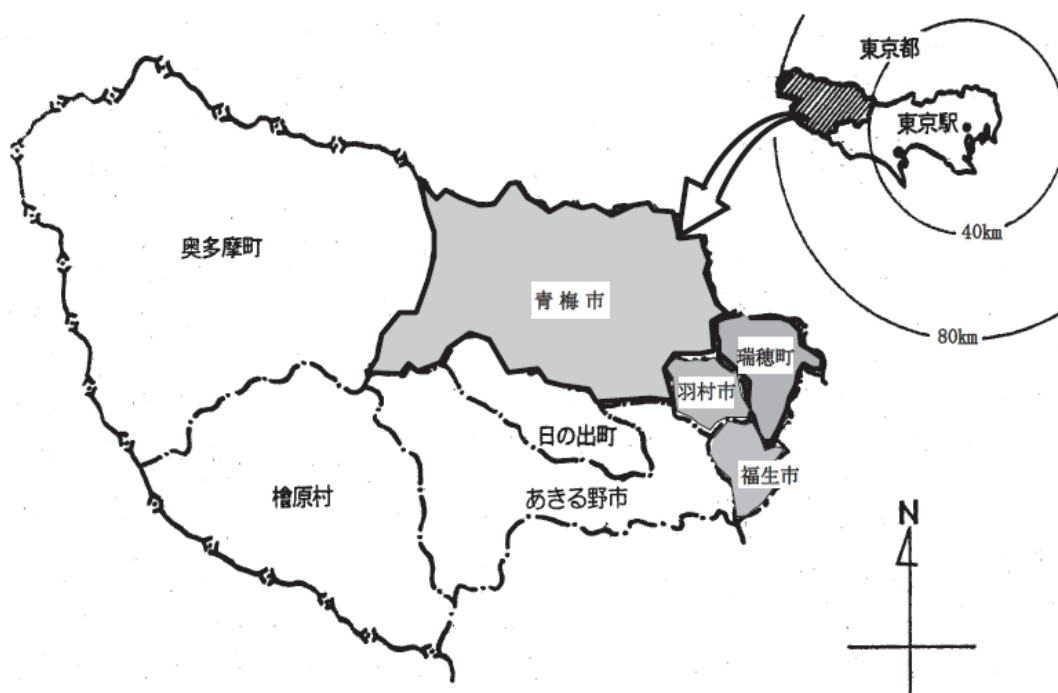 東京都
東京駅
40km
80km
奥多摩町
青梅市
瑞穂町
羽村市
日の出町
福生市
檜原村
あきる野市
N